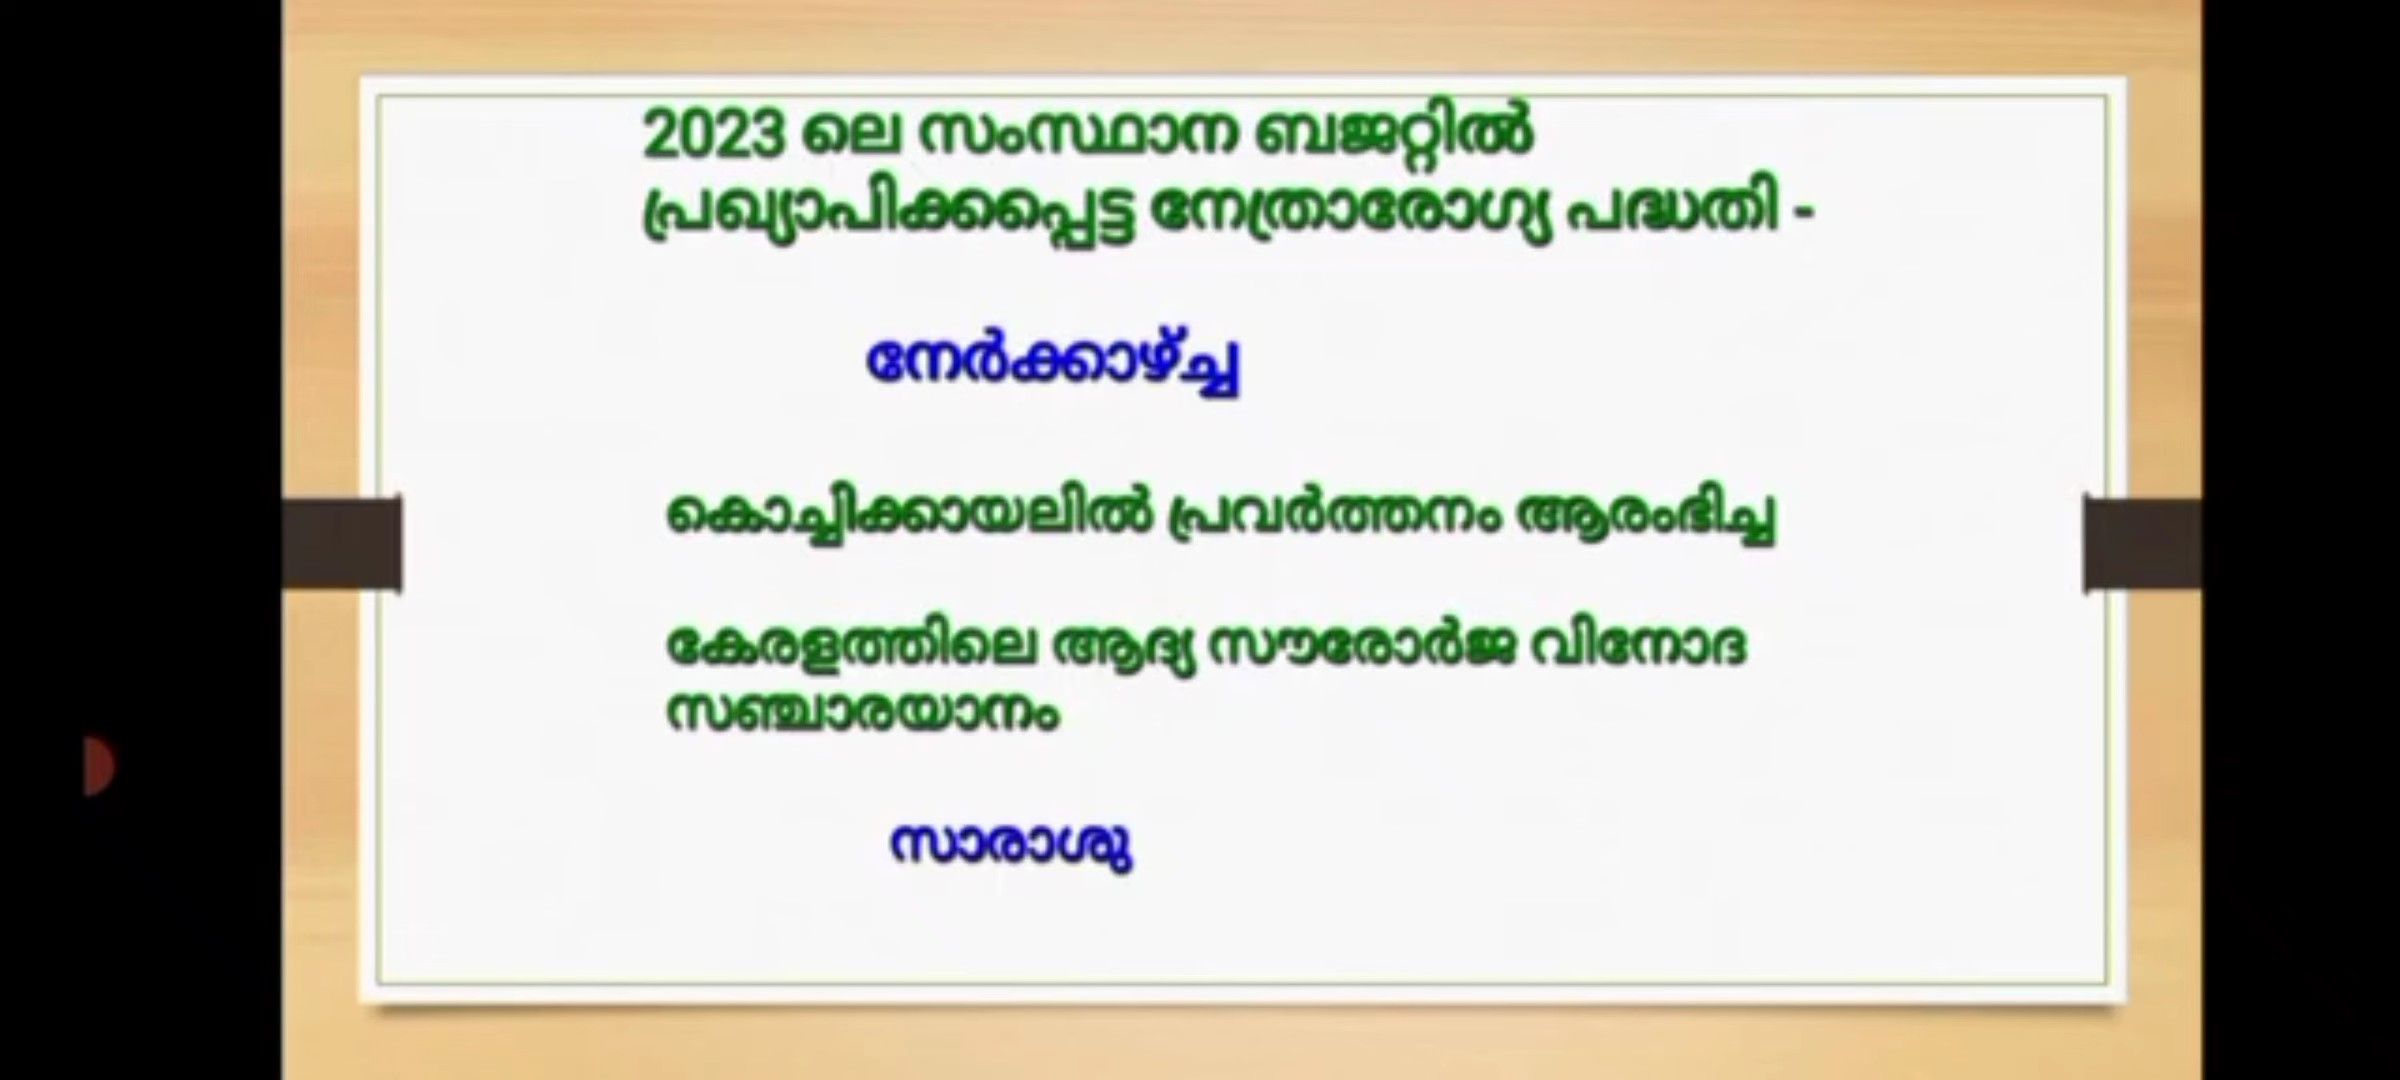 2023 ലെ സംസ്ഥാന ബജറ്റിൽ
പ്രഖ്യാപിക്കപ്പെട്ട നേത്രാരോഗ്യ പദ്ധതി -
നേർക്കാഴ്ച്ച
കൊച്ചിക്കായലിൽ പ്രവർത്തനം ആരംഭിച്ച
കേരളത്തിലെ ആദ്യ സൗരോർജ വിനോദ
സഞ്ചാരയാനം
സാരാശു